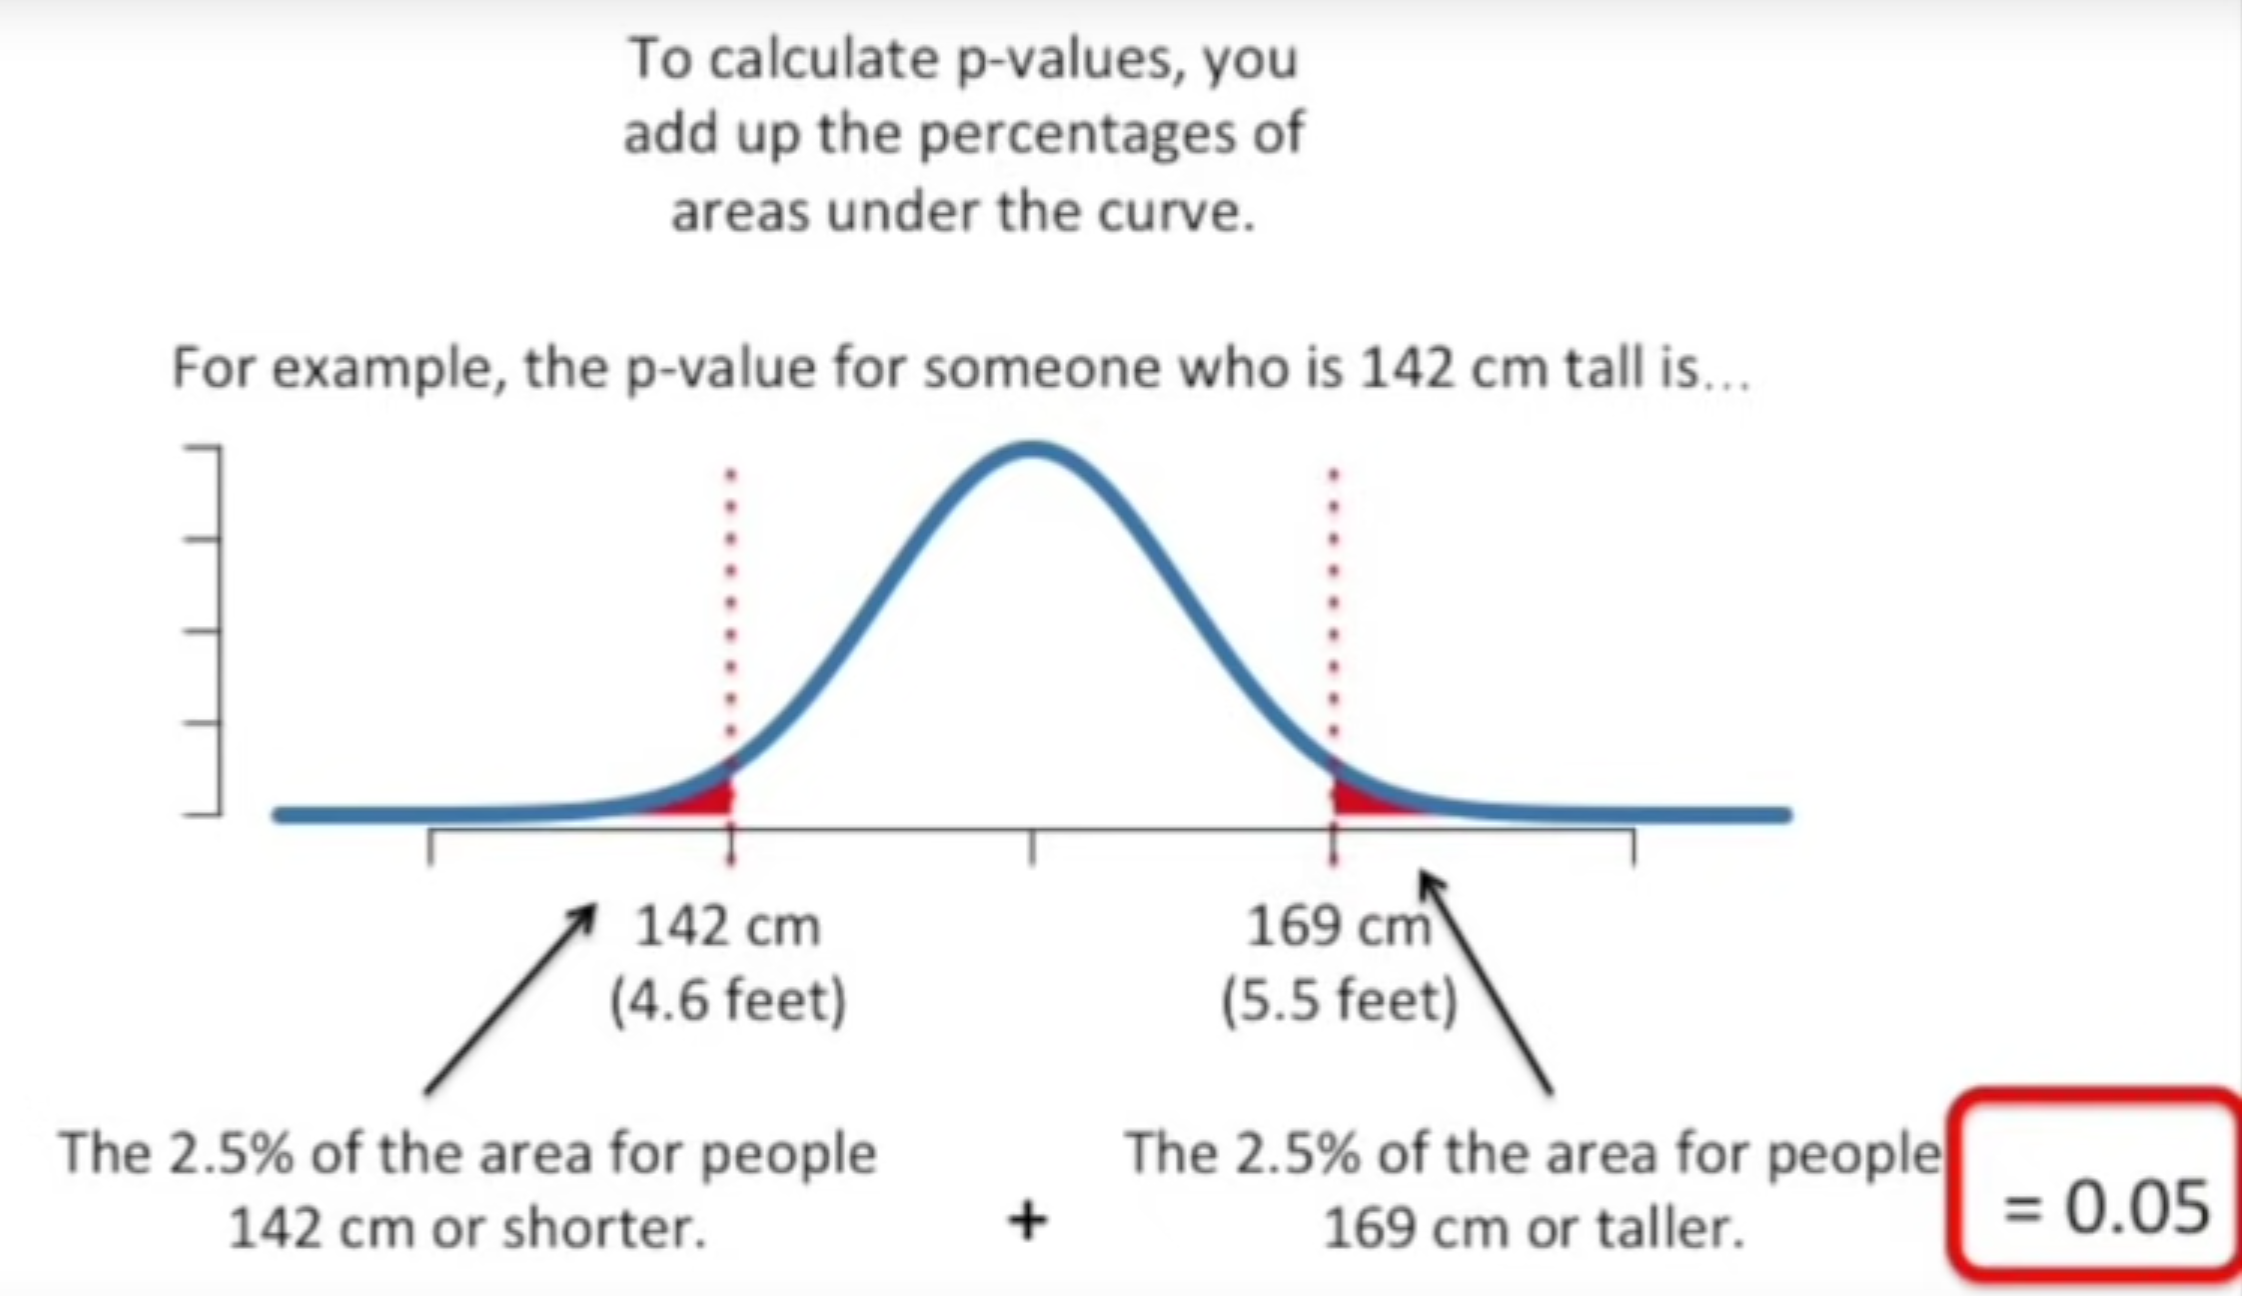 To calculate p-values, you
add up the percentages of
areas under the curve.
For example, the p-value for someone who is 142 cm tall is...
142 cm
(4.6 feet)
169 cm
(5.5 feet)
The 2.5% of the area for people
142 cm or shorter.
+
The 2.5% of the area for people
169 cm or taller.
= 0.05